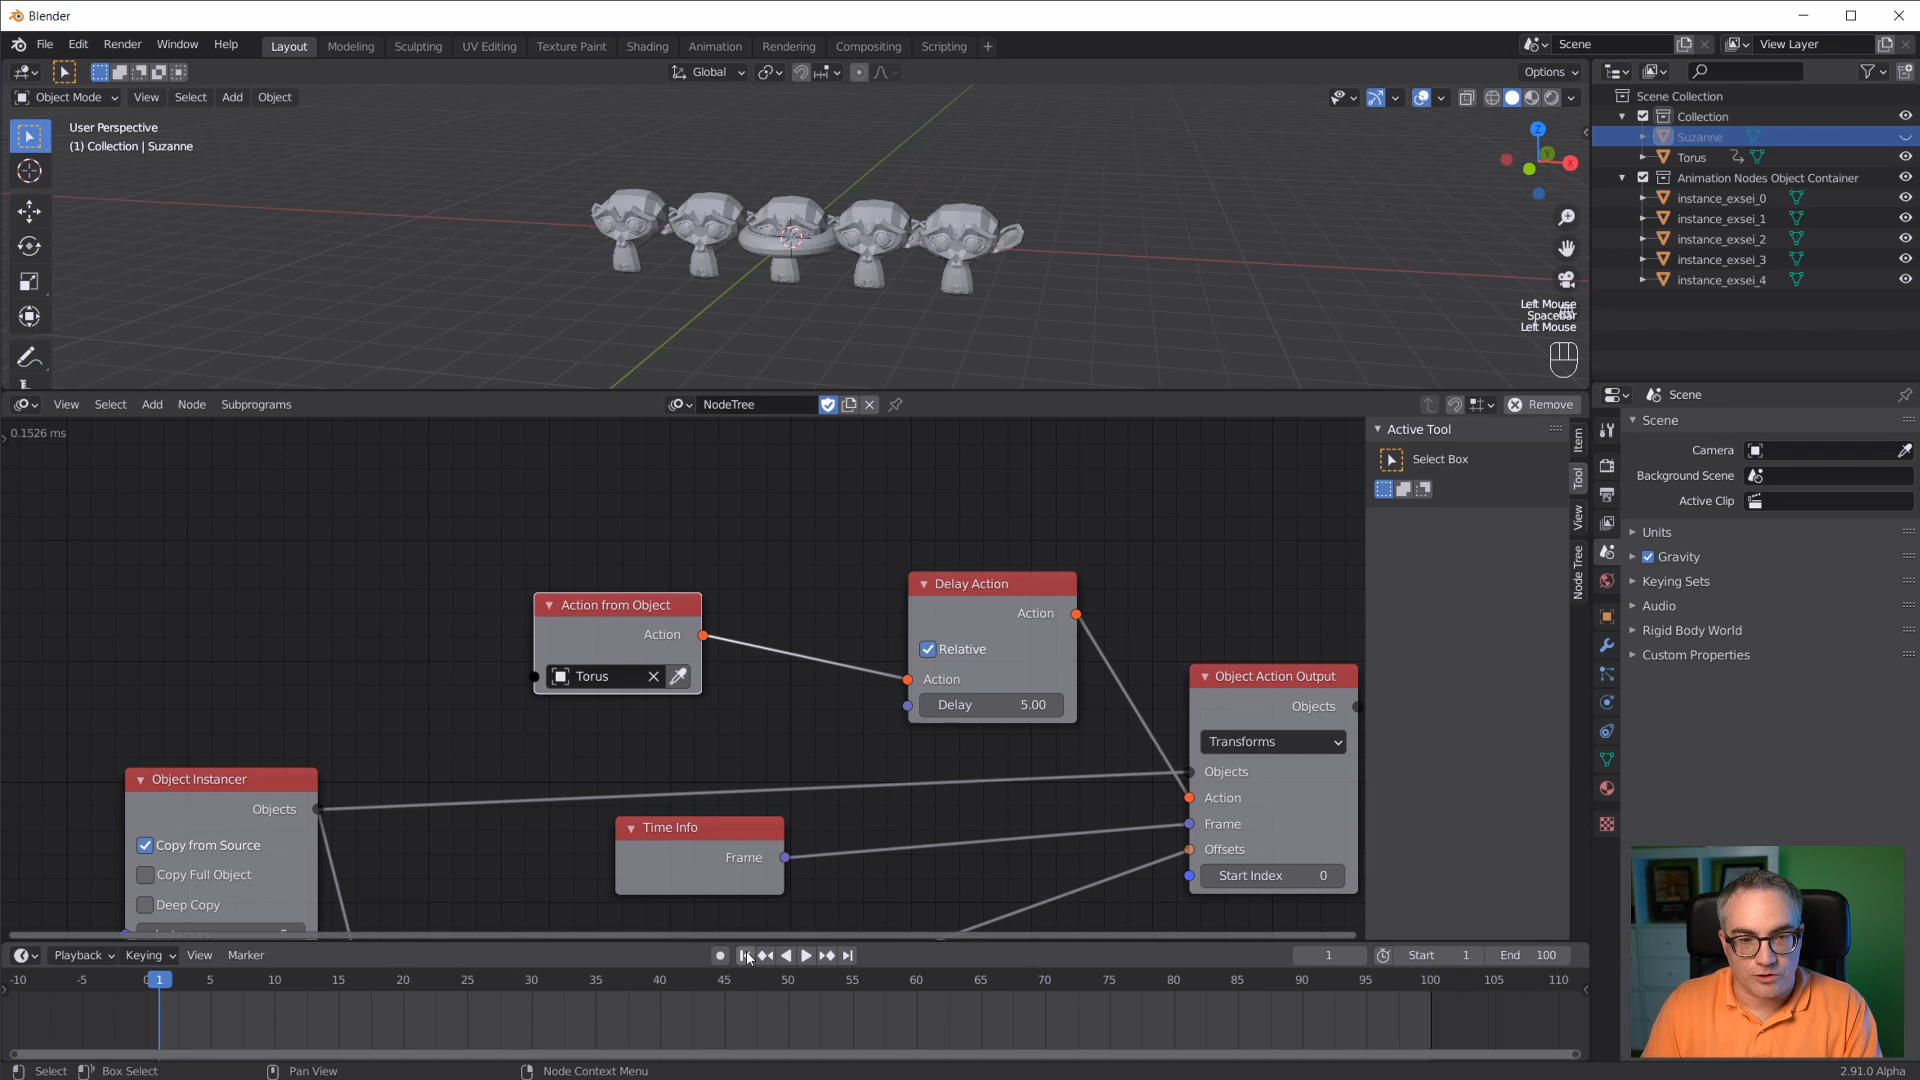 Blender
File Edit Render Window Help Layout Modeling Sculpting UV Editing Texture Paint Shading Animation Rendering Compositing Scripting + Scene View Layer
Global Options
Object Mode View Select Add Object
User Perspective
(1) Collection | Suzanne
Z
Y
X
Left Mouse
Spacebar
Left Mouse
Scene Collection
Collection
Suzanne
Torus
Animation Nodes Object Container
instance_exsei_0
instance_exsei_1
instance_exsei_2
instance_exsei_3
instance_exsei_4
View Select Add Node Subprograms NodeTree Remove
0.1526 ms
Active Tool
Select Box
Item
Tool
View
Node Tree
Action from Object
Action
Torus
Delay Action
Action
Relative
Action
Delay 5.00
Object Action Output
Objects
Transforms
Objects
Action
Frame
Offsets
Start Index 0
Object Instancer
Objects
Copy from Source
Copy Full Object
Deep Copy
Time Info
Frame
Scene
Scene
Camera
Background Scene
Active Clip
Units
Gravity
Keying Sets
Audio
Rigid Body World
Custom Properties
Playback Keying View Marker 1 Start 1 End 100
-10 -5 0 1 5 10 15 20 25 30 35 40 45 50 55 60 65 70 75 80 85 90 95 100 105 110
Select Box Select Pan View Node Context Menu 2.91.0 Alpha